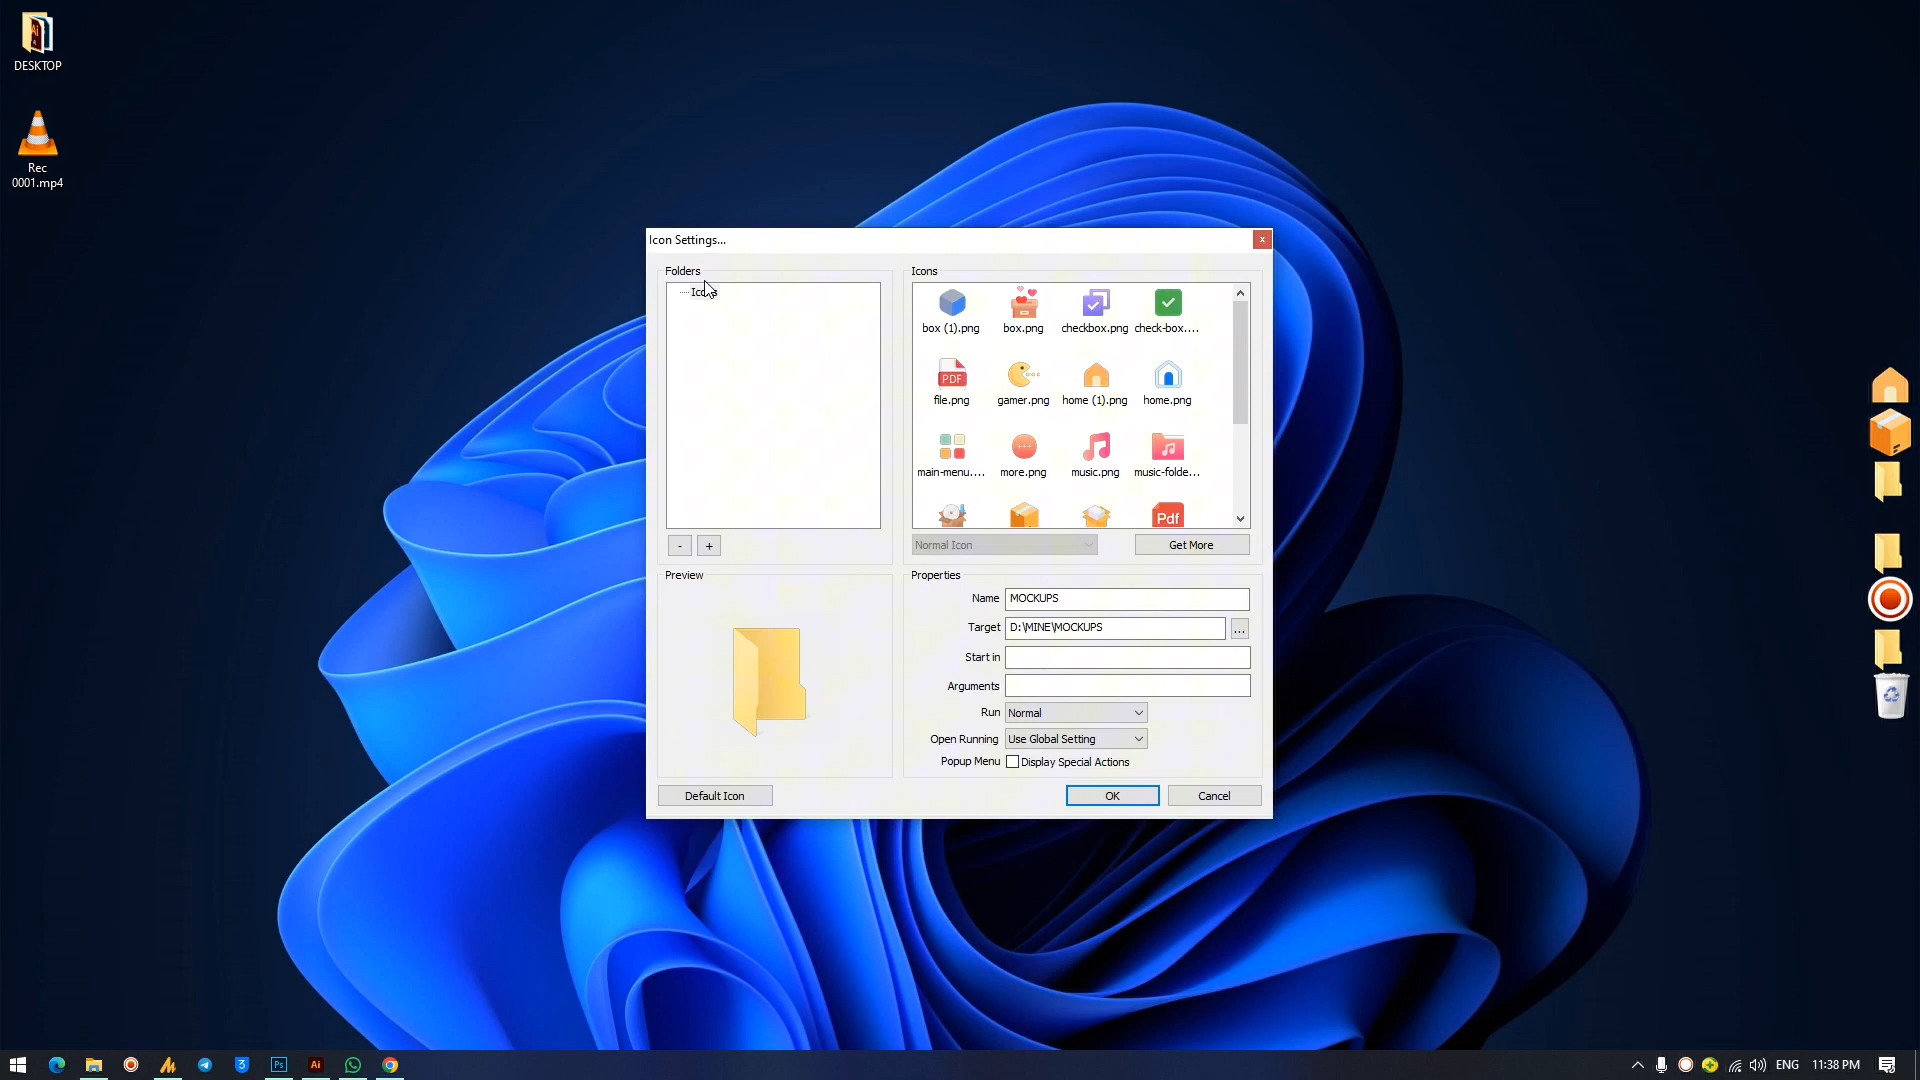 DESKTOP
Rec
0001.mp4
Icon Settings...
x
Folders
Icons
Icons
box (1).png
box.png
checkbox.png
check-box....
PDF
file.png
gamer.png
home (1).png
home.png
main-menu....
more.png
music.png
music-folde...
Pdf
-
+
Normal Icon
Get More
Preview
Properties
Name
MOCKUPS
Target
D:\MINE\MOCKUPS
...
Start in
Arguments
Run
Normal
Open Running
Use Global Setting
Popup Menu
Display Special Actions
Default Icon
OK
Cancel
Ps
Ai
ENG
11:38 PM